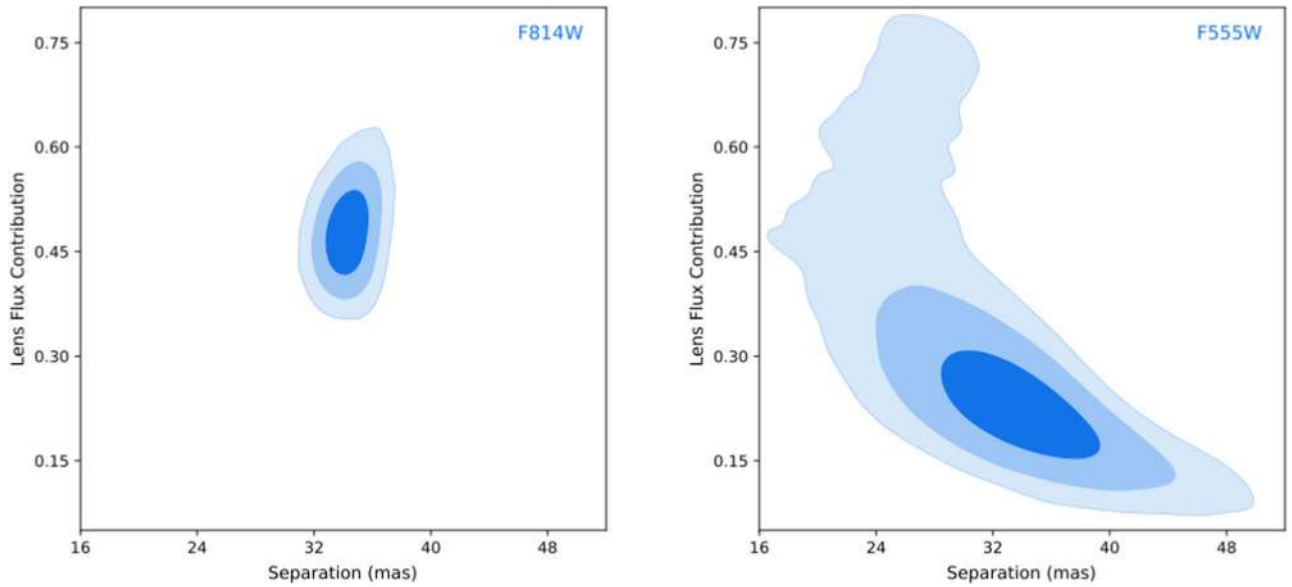 F814W
0.75
0.60
0.45
0.30
0.15
Lens Flux Contribution
16 24 32 40 48
Separation (mas)
F555W
0.75
0.60
0.45
0.30
0.15
Lens Flux Contribution
16 24 32 40 48
Separation (mas)